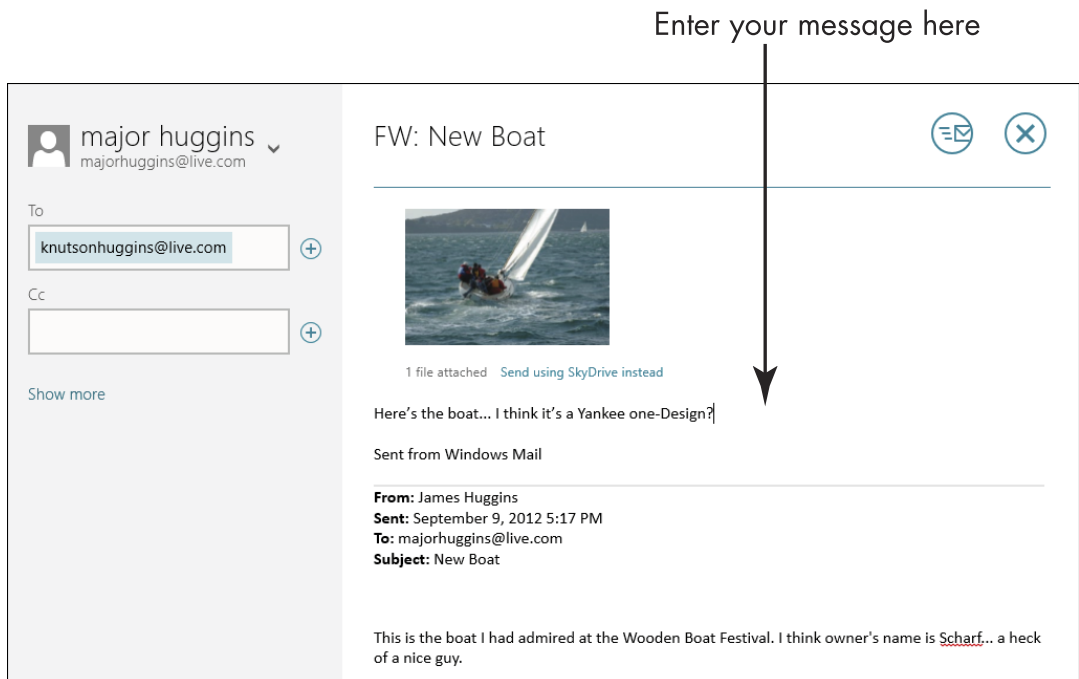 Enter your message here
major huggins
majorhuggins@live.com
To
knutsonhuggins@live.com
Cc
Show more
FW: New Boat
1 file attached Send using SkyDrive instead
Here’s the boat... I think it’s a Yankee one-Design?
Sent from Windows Mail
From: James Huggins
Sent: September 9, 2012 5:17 PM
To: majorhuggins@live.com
Subject: New Boat
This is the boat I had admired at the Wooden Boat Festival. I think owner's name is Scharf... a heck
of a nice guy.